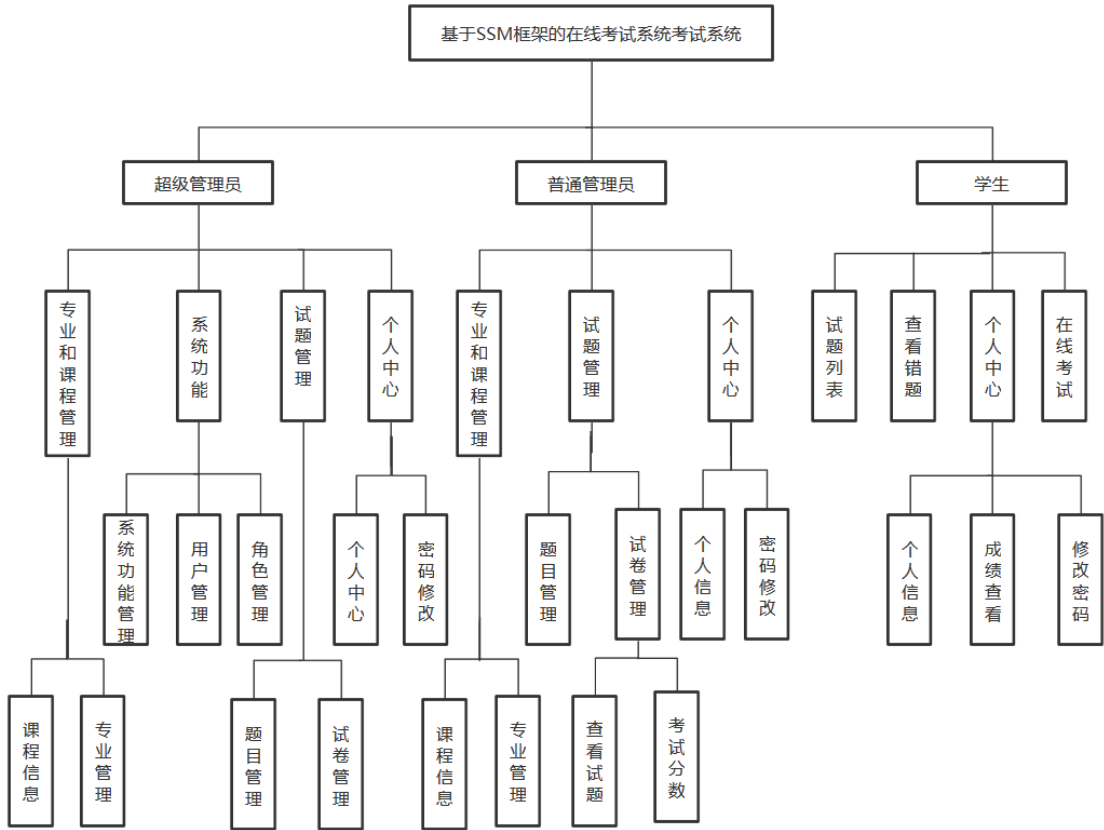 基于SSM框架的在线考试系统考试系统
超级管理员
普通管理员
学生
专业和课程管理
系统功能
试题管理
个人中心
专业和课程管理
试题管理
个人中心
试题列表
查看错题
个人中心
在线考试
系统功能管理
用户管理
角色管理
个人中心
密码修改
题目管理
试卷管理
个人信息
密码修改
个人信息
成绩查看
修改密码
课程信息
专业管理
题目管理
试卷管理
课程信息
专业管理
查看试题
考试分数